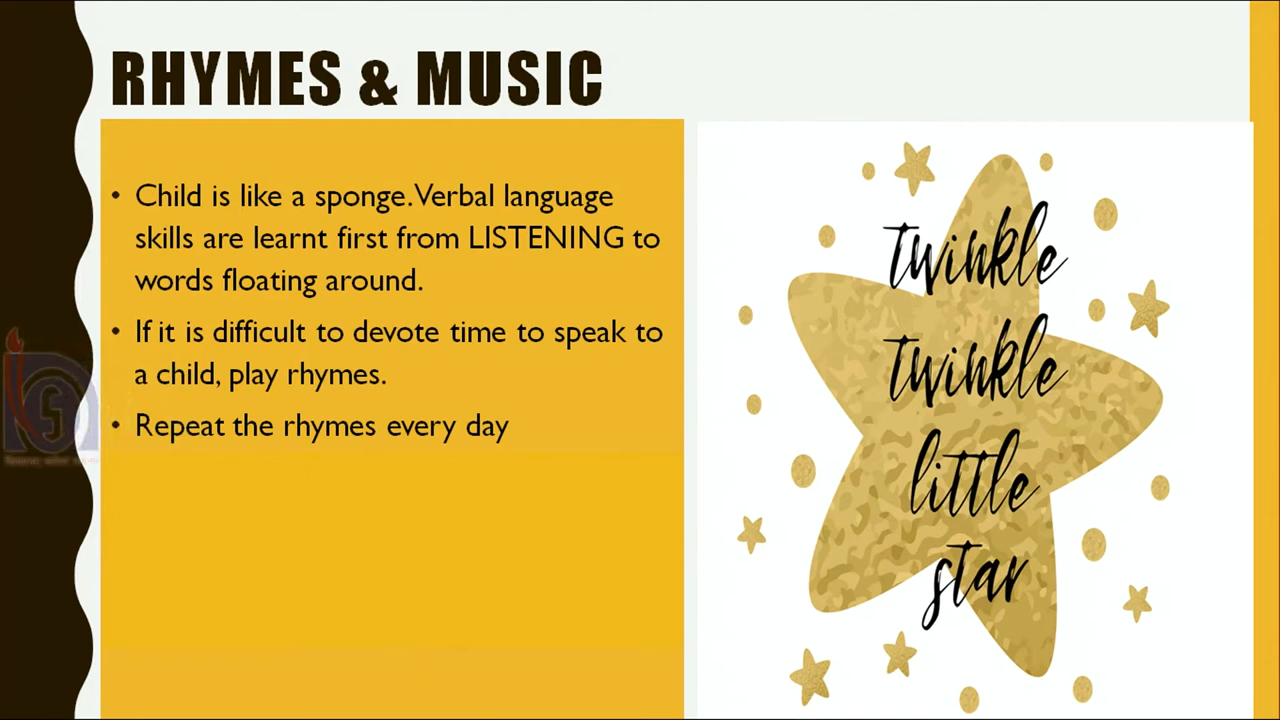 RHYMES & MUSIC
• Child is like a sponge. Verbal language
skills are learnt first from LISTENING to
words floating around.
• If it is difficult to devote time to speak to
a child, play rhymes.
• Repeat the rhymes every day
twinkle
twinkle
little
star